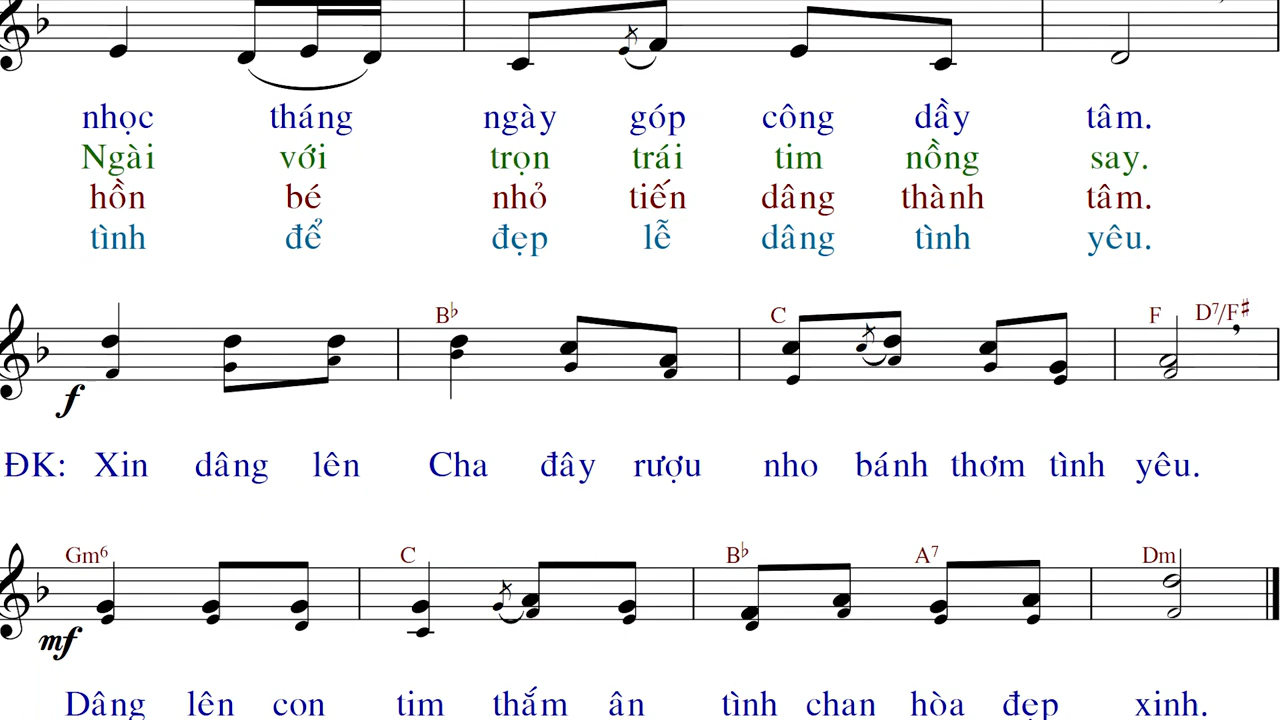 nhọc tháng ngày góp công dầy tâm.
Ngài với trọn trái tim nồng say.
hồn bé nhỏ tiến dâng thành tâm.
tình để đẹp lễ dâng tình yêu.
B♭ C F D7/F♯
f
ĐK: Xin dâng lên Cha đây rượu nho bánh thơm tình yêu.
Gm6 C B♭ A7 Dm
mf
Dâng lên con tim thắm ân tình chan hòa đẹp xinh.